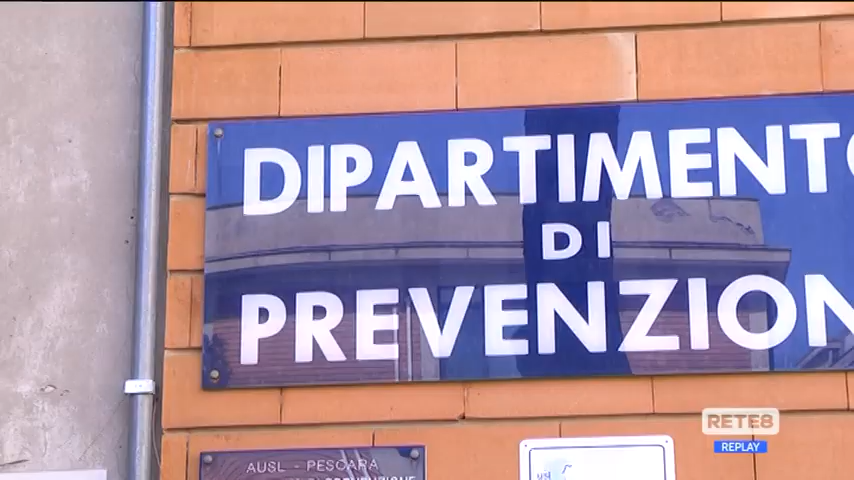 DIPARTIMENTO
DI
PREVENZION
RETE8
REPLAY
AUSL - PESCARA